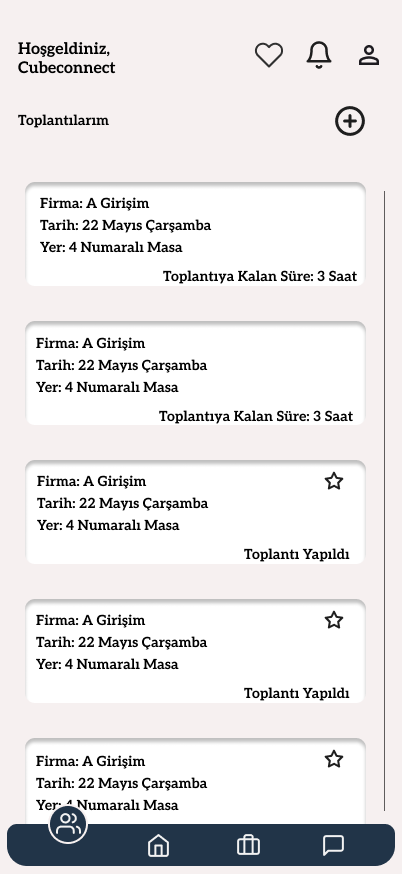 Hoşgeldiniz,
Cubeconnect
Toplantılarım
Firma: A Girişim
Tarih: 22 Mayıs Çarşamba
Yer: 4 Numaralı Masa
Toplantıya Kalan Süre: 3 Saat
Firma: A Girişim
Tarih: 22 Mayıs Çarşamba
Yer: 4 Numaralı Masa
Toplantıya Kalan Süre: 3 Saat
Firma: A Girişim
Tarih: 22 Mayıs Çarşamba
Yer: 4 Numaralı Masa
Toplantı Yapıldı
Firma: A Girişim
Tarih: 22 Mayıs Çarşamba
Yer: 4 Numaralı Masa
Toplantı Yapıldı
Firma: A Girişim
Tarih: 22 Mayıs Çarşamba
Yer: 4 Numaralı Masa